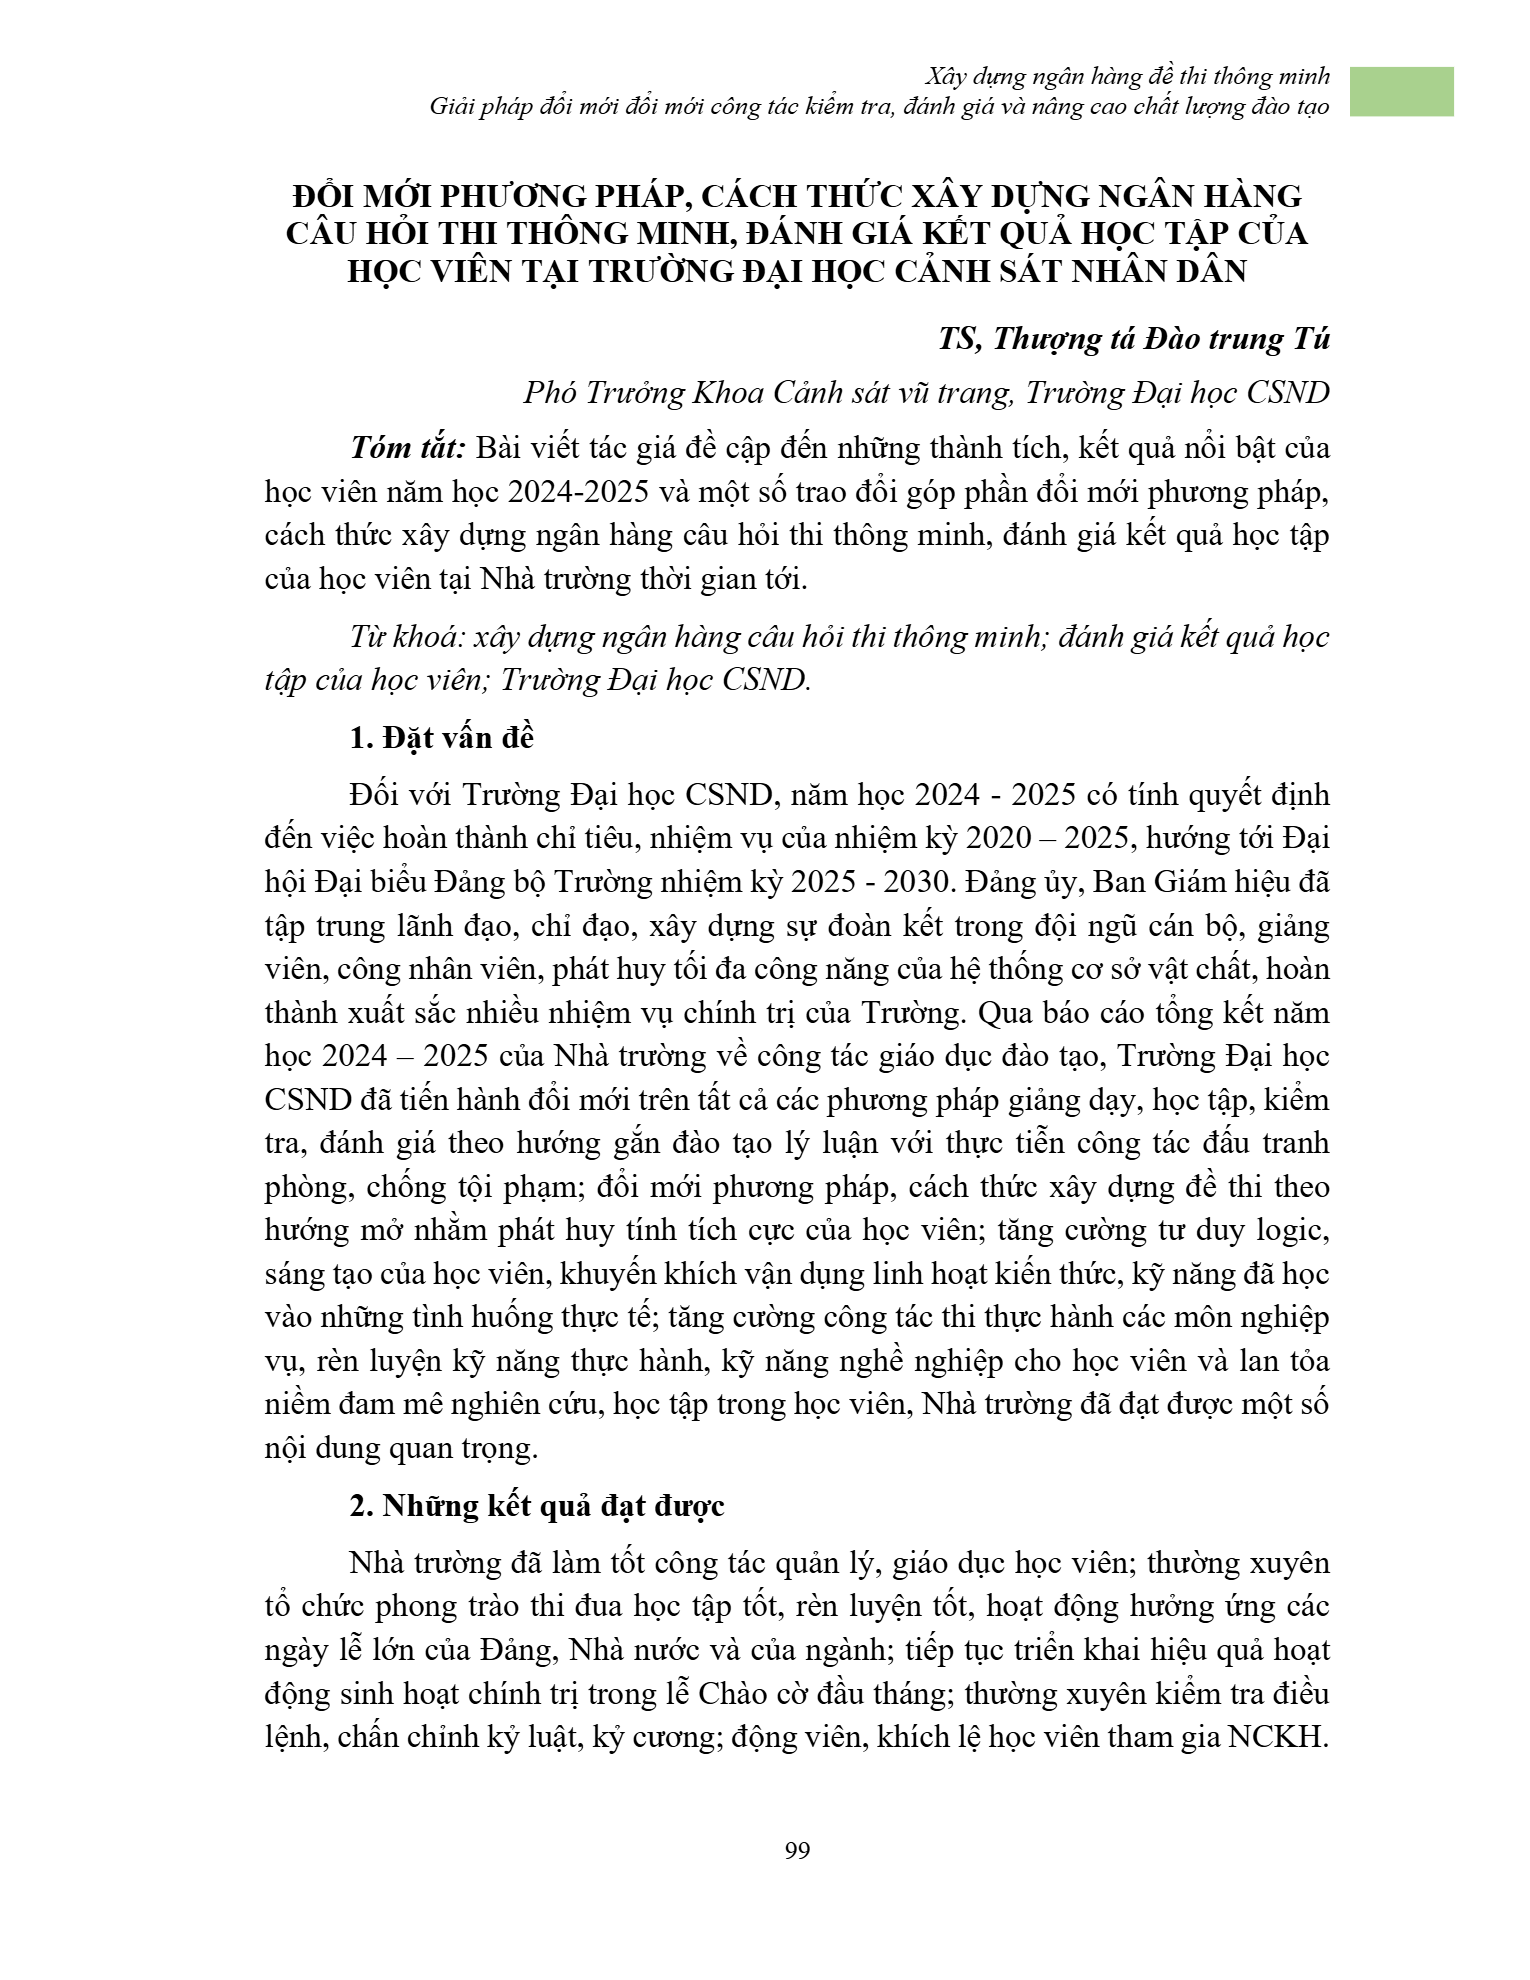 Xây dựng ngân hàng đề thi thông minh
Giải pháp đổi mới đổi mới công tác kiểm tra, đánh giá và nâng cao chất lượng đào tạo
ĐỔI MỚI PHƯƠNG PHÁP, CÁCH THỨC XÂY DỰNG NGÂN HÀNG
CÂU HỎI THI THÔNG MINH, ĐÁNH GIÁ KẾT QUẢ HỌC TẬP CỦA
HỌC VIÊN TẠI TRƯỜNG ĐẠI HỌC CẢNH SÁT NHÂN DÂN
TS, Thượng tá Đào trung Tú
Phó Trưởng Khoa Cảnh sát vũ trang, Trường Đại học CSND
Tóm tắt: Bài viết tác giá đề cập đến những thành tích, kết quả nổi bật của
học viên năm học 2024-2025 và một số trao đổi góp phần đổi mới phương pháp,
cách thức xây dựng ngân hàng câu hỏi thi thông minh, đánh giá kết quả học tập
của học viên tại Nhà trường thời gian tới.
Từ khoá: xây dựng ngân hàng câu hỏi thi thông minh; đánh giá kết quả học
tập của học viên; Trường Đại học CSND.
1. Đặt vấn đề
Đối với Trường Đại học CSND, năm học 2024 - 2025 có tính quyết định
đến việc hoàn thành chỉ tiêu, nhiệm vụ của nhiệm kỳ 2020 – 2025, hướng tới Đại
hội Đại biểu Đảng bộ Trường nhiệm kỳ 2025 - 2030. Đảng ủy, Ban Giám hiệu đã
tập trung lãnh đạo, chỉ đạo, xây dựng sự đoàn kết trong đội ngũ cán bộ, giảng
viên, công nhân viên, phát huy tối đa công năng của hệ thống cơ sở vật chất, hoàn
thành xuất sắc nhiều nhiệm vụ chính trị của Trường. Qua báo cáo tổng kết năm
học 2024 – 2025 của Nhà trường về công tác giáo dục đào tạo, Trường Đại học
CSND đã tiến hành đổi mới trên tất cả các phương pháp giảng dạy, học tập, kiểm
tra, đánh giá theo hướng gắn đào tạo lý luận với thực tiễn công tác đấu tranh
phòng, chống tội phạm; đổi mới phương pháp, cách thức xây dựng đề thi theo
hướng mở nhằm phát huy tính tích cực của học viên; tăng cường tư duy logic,
sáng tạo của học viên, khuyến khích vận dụng linh hoạt kiến thức, kỹ năng đã học
vào những tình huống thực tế; tăng cường công tác thi thực hành các môn nghiệp
vụ, rèn luyện kỹ năng thực hành, kỹ năng nghề nghiệp cho học viên và lan tỏa
niềm đam mê nghiên cứu, học tập trong học viên, Nhà trường đã đạt được một số
nội dung quan trọng.
2. Những kết quả đạt được
Nhà trường đã làm tốt công tác quản lý, giáo dục học viên; thường xuyên
tổ chức phong trào thi đua học tập tốt, rèn luyện tốt, hoạt động hưởng ứng các
ngày lễ lớn của Đảng, Nhà nước và của ngành; tiếp tục triển khai hiệu quả hoạt
động sinh hoạt chính trị trong lễ Chào cờ đầu tháng; thường xuyên kiểm tra điều
lệnh, chấn chỉnh kỷ luật, kỷ cương; động viên, khích lệ học viên tham gia NCKH.
99